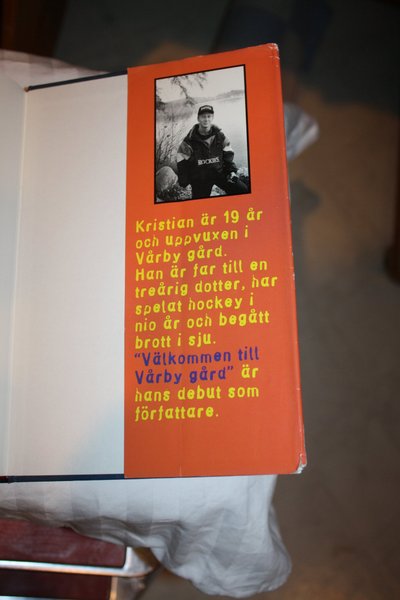 ROCKIES
Kristian är 19 år
och uppvuxen i
Vårby gård.
Han är far till en
treårig dotter, har
spelat hockey i
nio år och begått
brott i sju.
"Välkommen till
Vårby gård" är
hans debut som
författare.